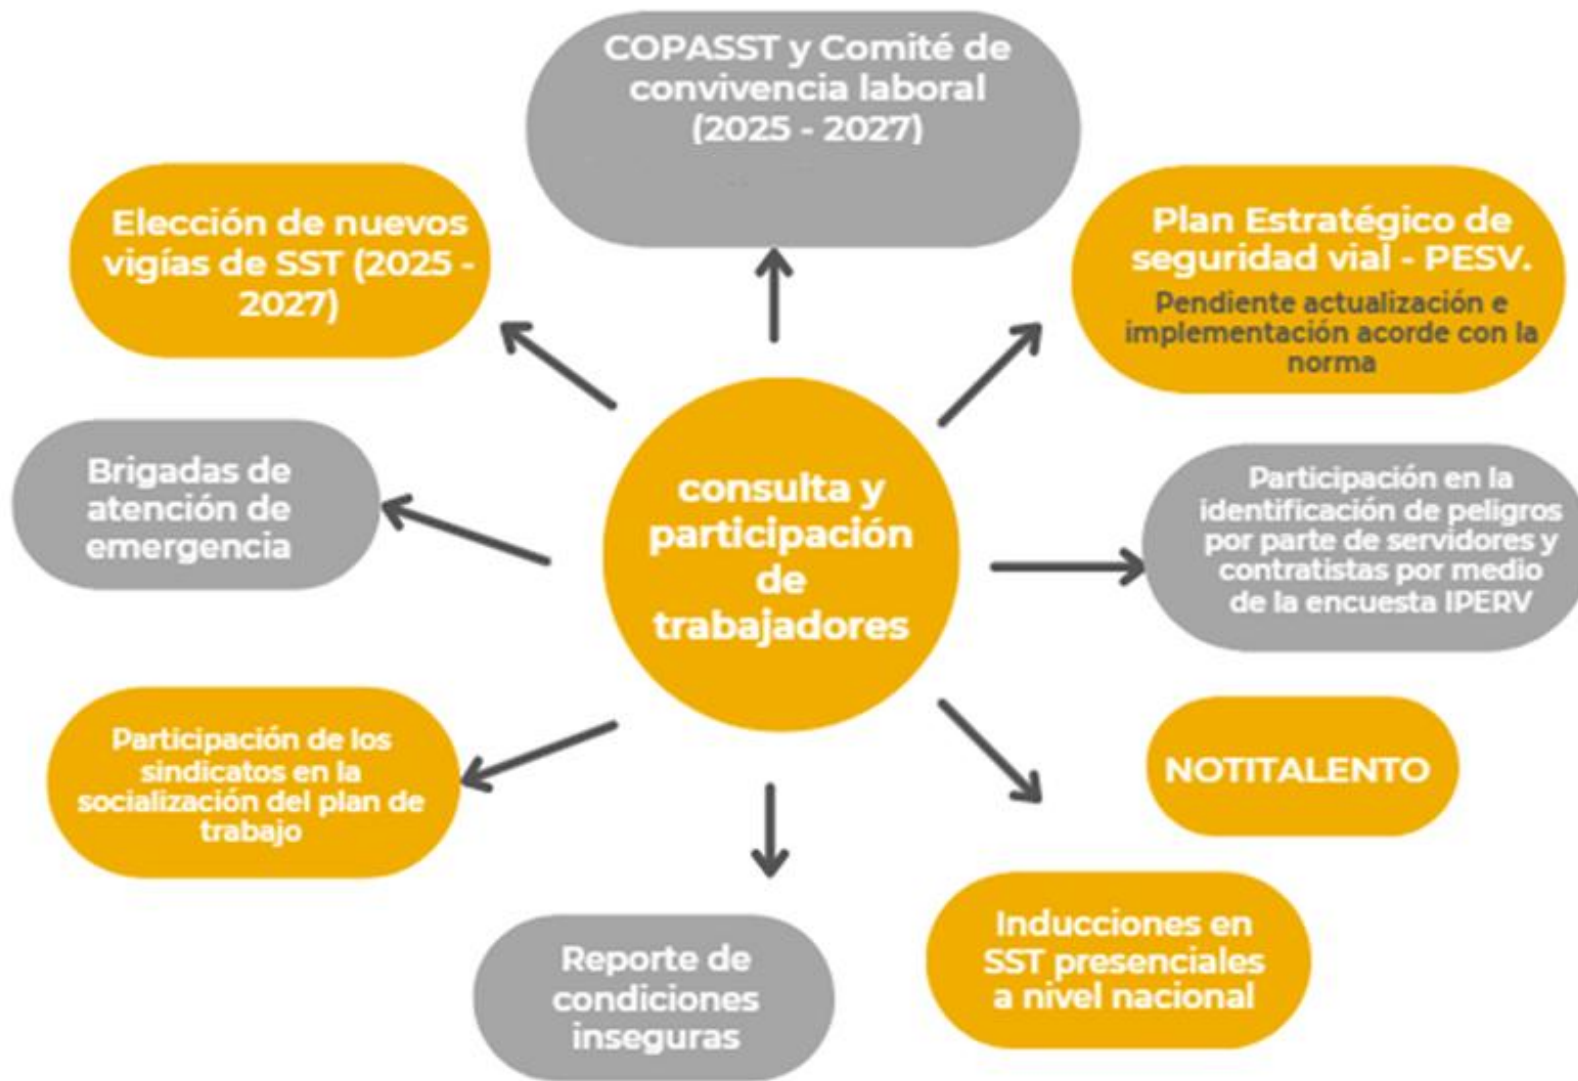 COPASST y Comité de
convivencia laboral
(2025 - 2027)
Elección de nuevos
vigías de SST (2025 -
2027)
Plan Estratégico de
seguridad vial - PESV.
Pendiente actualización e
implementación acorde con la
norma
Brigadas de
atención de
emergencia
consulta y
participación
de
trabajadores
Participación en la
identificación de peligros
por parte de servidores y
contratistas por medio
de la encuesta IPERV
Participación de los
sindicatos en la
socialización del plan de
trabajo
NOTITALENTO
Reporte de
condiciones
inseguras
Inducciones en
SST presenciales
a nivel nacional